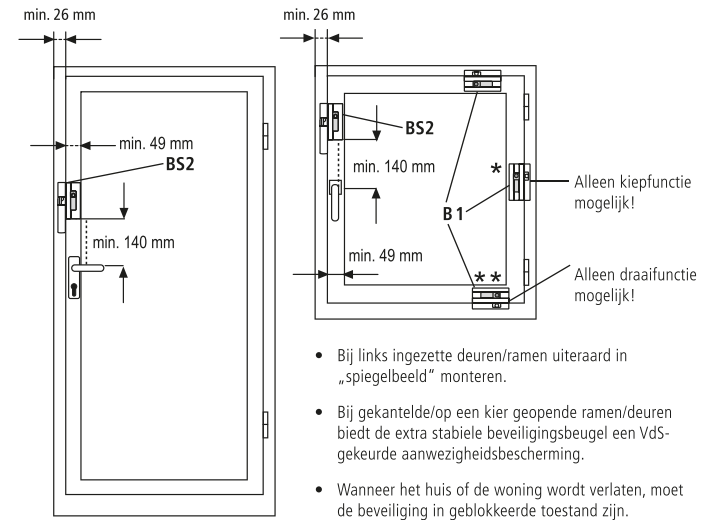 min. 26 mm
min. 49 mm
BS2
min. 140 mm
min. 26 mm
BS2
min. 140 mm
*
B 1
Alleen kiepfunctie
mogelijk!
min. 49 mm
**
Alleen draaifunctie
mogelijk!
• Bij links ingezette deuren/ramen uiteraard in
„spiegelbeeld“ monteren.
• Bij gekantelde/op een kier geopende ramen/deuren
biedt de extra stabiele beveiligingsbeugel een VdS-
gekeurde aanwezigheidsbescherming.
• Wanneer het huis of de woning wordt verlaten, moet
de beveiliging in geblokkeerde toestand zijn.